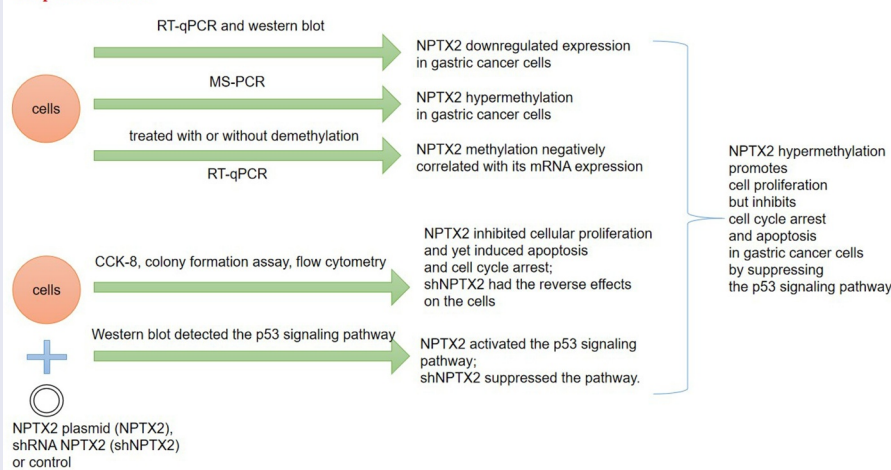 RT-qPCR and western blot
NPTX2 downregulated expression
in gastric cancer cells
cells
MS-PCR
NPTX2 hypermethylation
in gastric cancer cells
treated with or without demethylation
RT-qPCR
NPTX2 methylation negatively
correlated with its mRNA expression
cells
CCK-8, colony formation assay, flow cytometry
NPTX2 inhibited cellular proliferation
and yet induced apoptosis
and cell cycle arrest;
shNPTX2 had the reverse effects
on the cells
Western blot detected the p53 signaling pathway
NPTX2 activated the p53 signaling
pathway;
shNPTX2 suppressed the pathway.
NPTX2 plasmid (NPTX2),
shRNA NPTX2 (shNPTX2)
or control
NPTX2 hypermethylation
promotes
cell proliferation
but inhibits
cell cycle arrest
and apoptosis
in gastric cancer cells
by suppressing
the p53 signaling pathway